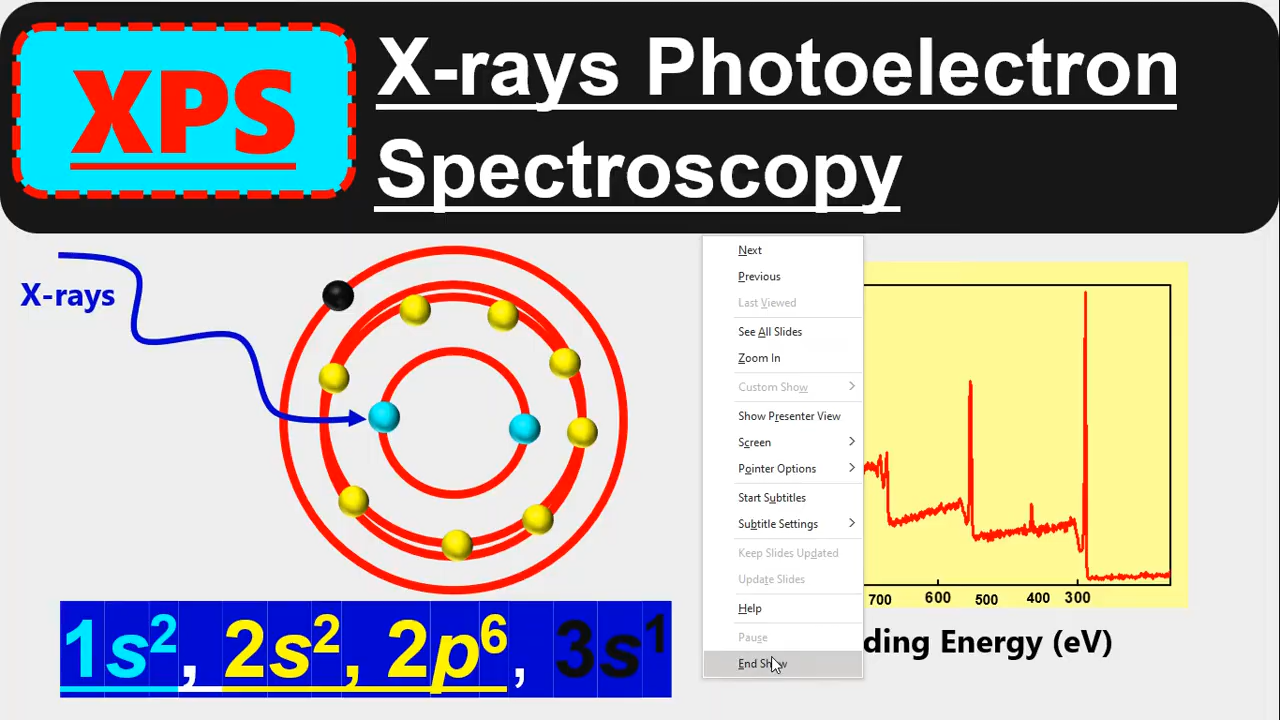 XPS
X-rays Photoelectron
Spectroscopy
X-rays
1s², 2s², 2p⁶, 3s¹
Next
Previous
Last Viewed
See All Slides
Zoom In
Custom Show
Show Presenter View
Screen
Pointer Options
Start Subtitles
Subtitle Settings
Keep Slides Updated
Update Slides
Help
Pause
End Show
700 600 500 400 300
ding Energy (eV)